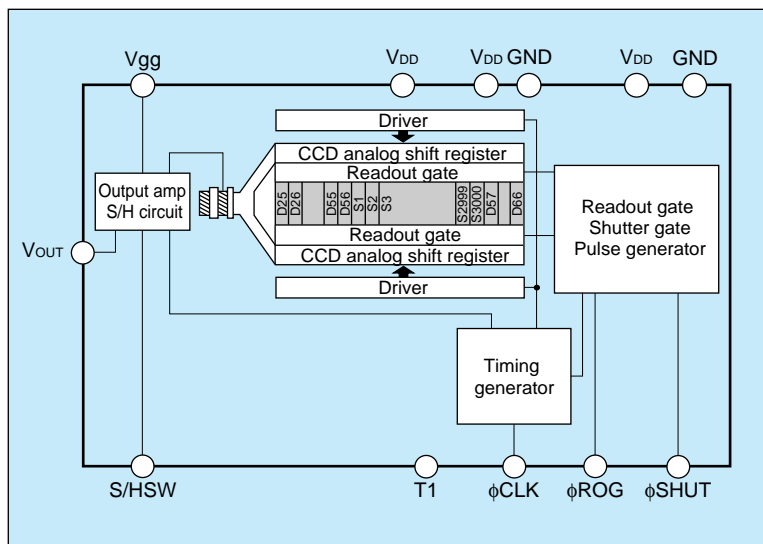 Vgg VDD VDD GND VDD GND
Driver
CCD analog shift register
Readout gate
D25 D26 D55 D56 S1 S2 S3 S2999 S3000 D57 D66
Readout gate
CCD analog shift register
Driver
Output amp
S/H circuit
VOUT
Readout gate
Shutter gate
Pulse generator
Timing
generator
S/HSW T1 ϕCLK ϕROG ϕSHUT